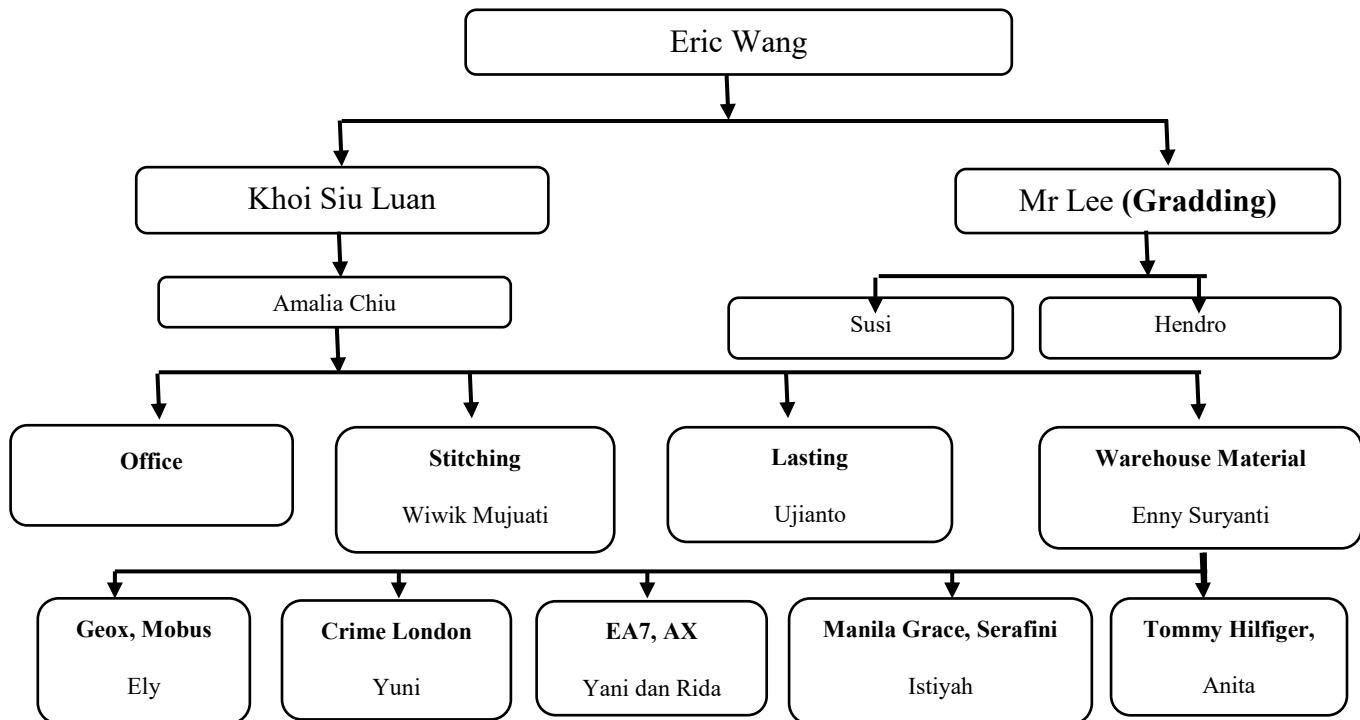 Eric Wang
Khoi Siu Luan
Mr Lee (Gradding)
Amalia Chiu
Susi
Hendro
Office
Stitching
Wiwik Mujuati
Lasting
Ujianto
Warehouse Material
Enny Suryanti
Geox, Mobus
Ely
Crime London
Yuni
EA7, AX
Yani dan Rida
Manila Grace, Serafini
Istiyah
Tommy Hilfiger,
Anita